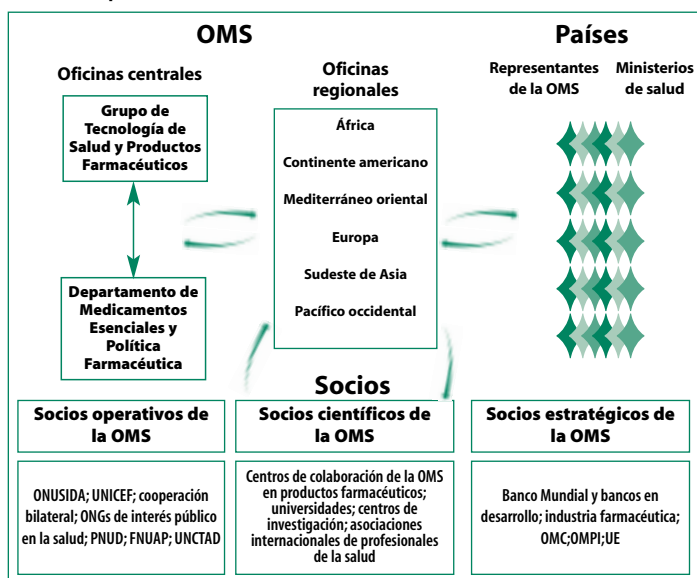 OMS
Países
Oficinas centrales
Oficinas
regionales
Representantes
de la OMS
Ministerios
de salud
Grupo de
Tecnología de
Salud y Productos
Farmacéuticos
África
Continente americano
Mediterráneo oriental
Europa
Sudeste de Asia
Pacífico occidental
Departamento de
Medicamentos
Esenciales y
Política
Farmacéutica
Socios
Socios operativos de
la OMS
Socios científicos de
la OMS
Socios estratégicos de
la OMS
ONUSIDA; UNICEF; cooperación
bilateral; ONGs de interés público
en la salud; PNUD; FNUAP; UNCTAD
Centros de colaboración de la OMS
en productos farmacéuticos;
universidades; centros de
investigación; asociaciones
internacionales de profesionales
de la salud
Banco Mundial y bancos en
desarrollo; industria farmacéutica;
OMC;OMPI;UE